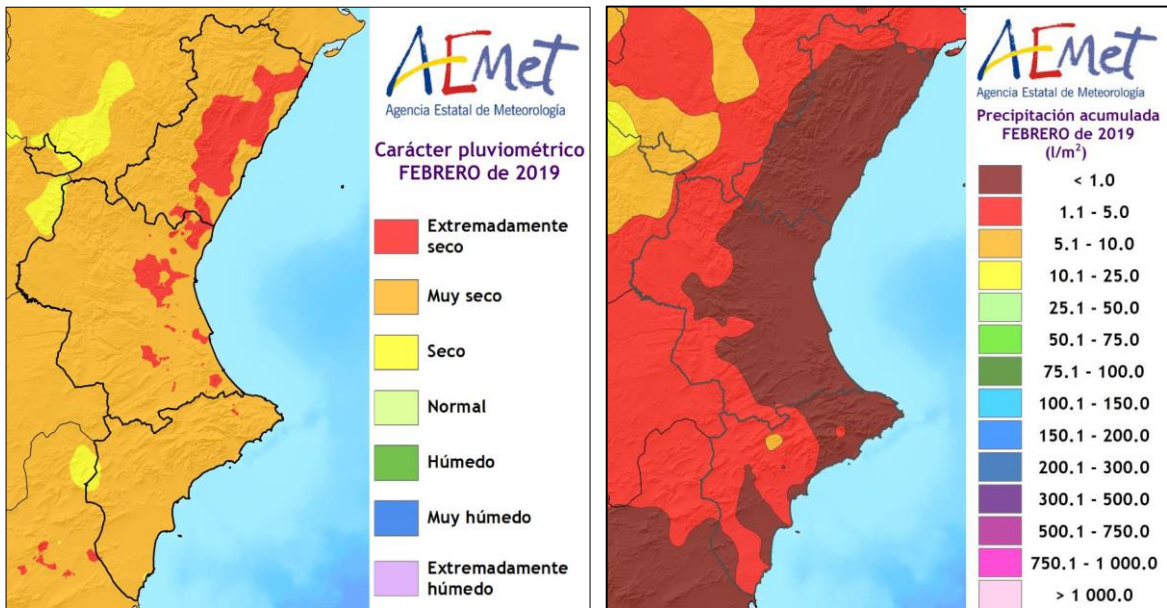 AEMet
Agencia Estatal de Meteorología
Carácter pluviométrico
FEBRERO de 2019
Extremadamente
seco
Muy seco
Seco
Normal
Húmedo
Muy húmedo
Extremadamente
húmedo
AEMet
Agencia Estatal de Meteorología
Precipitación acumulada
FEBRERO de 2019
(l/m²)
< 1.0
1.1 - 5.0
5.1 - 10.0
10.1 - 25.0
25.1 - 50.0
50.1 - 75.0
75.1 - 100.0
100.1 - 150.0
150.1 - 200.0
200.1 - 300.0
300.1 - 500.0
500.1 - 750.0
750.1 - 1 000.0
> 1 000.0